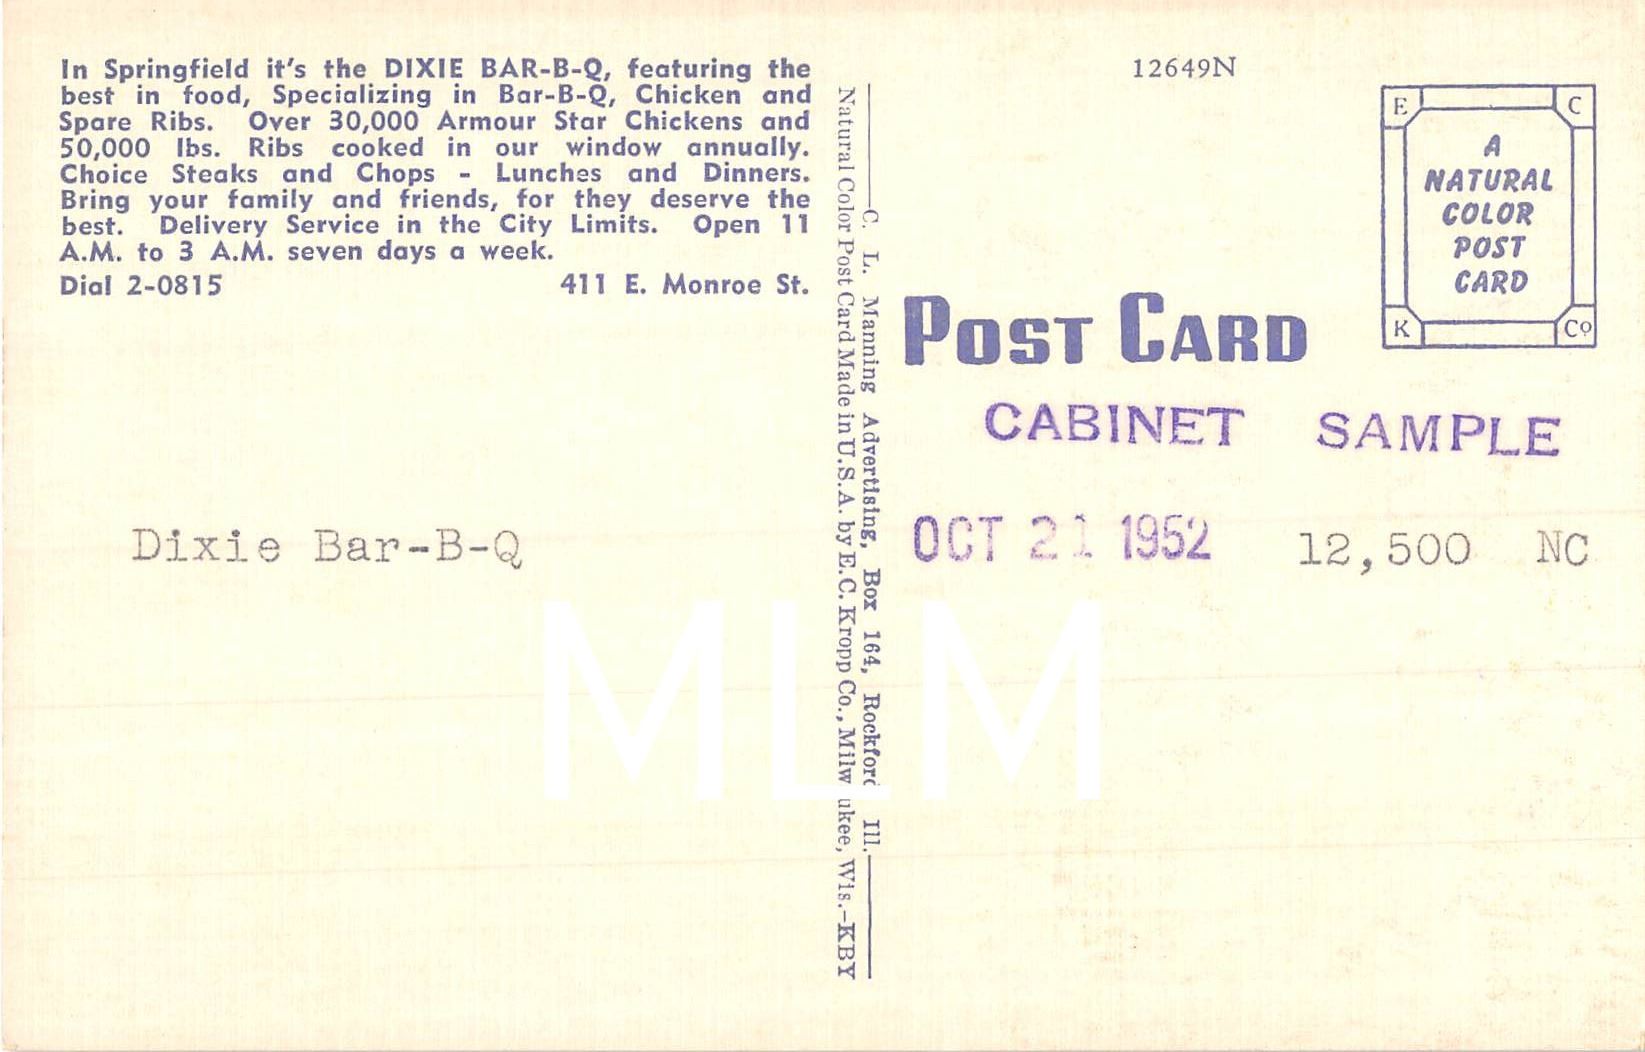 In Springfield it's the DIXIE BAR-B-Q, featuring the
best in food, Specializing in Bar-B-Q, Chicken and
Spare Ribs. Over 30,000 Armour Star Chickens and
50,000 lbs. Ribs cooked in our window annually.
Choice Steaks and Chops - Lunches and Dinners.
Bring your family and friends, for they deserve the
best. Delivery Service in the City Limits. Open 11
A.M. to 3 A.M. seven days a week.
Dial 2-0815 411 E. Monroe St.
Dixie Bar-B-Q
C. L. Manning Advertising, Box 164, Rockford Ill.
Natural Color Post Card Made in U.S.A. by E.C. Kropp Co., Milw ukee, Wis.-KBY
12649N
E C
A
NATURAL
COLOR
POST
CARD
K Co
POST CARD
CABINET SAMPLE
OCT 21 1952 12,500 NC
MLM